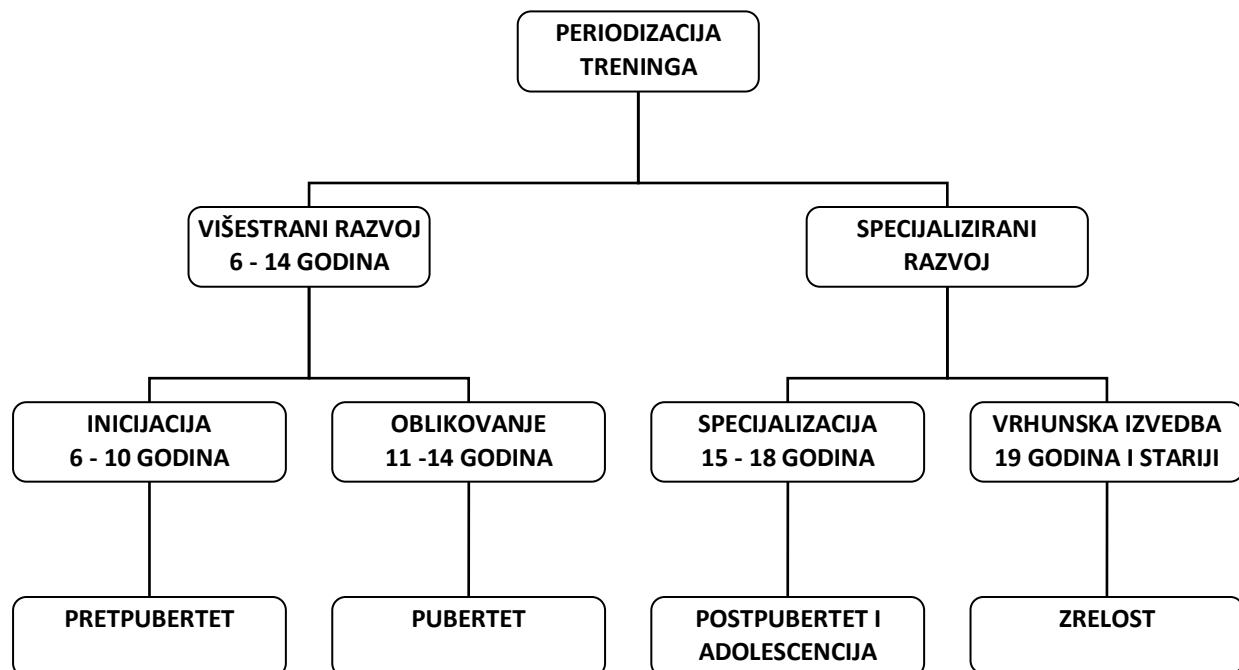 PERIODIZACIJA
TRENINGA
VIŠESTRANI RAZVOJ
6 - 14 GODINA
SPECIJALIZIRANI
RAZVOJ
INICIJACIJA
6 - 10 GODINA
OBLIKOVANJE
11 -14 GODINA
SPECIJALIZACIJA
15 - 18 GODINA
VRHUNSKA IZVEDBA
19 GODINA I STARIJI
PRETPUBERTET
PUBERTET
POSTPUBERTET I
ADOLESCENCIJA
ZRELOST